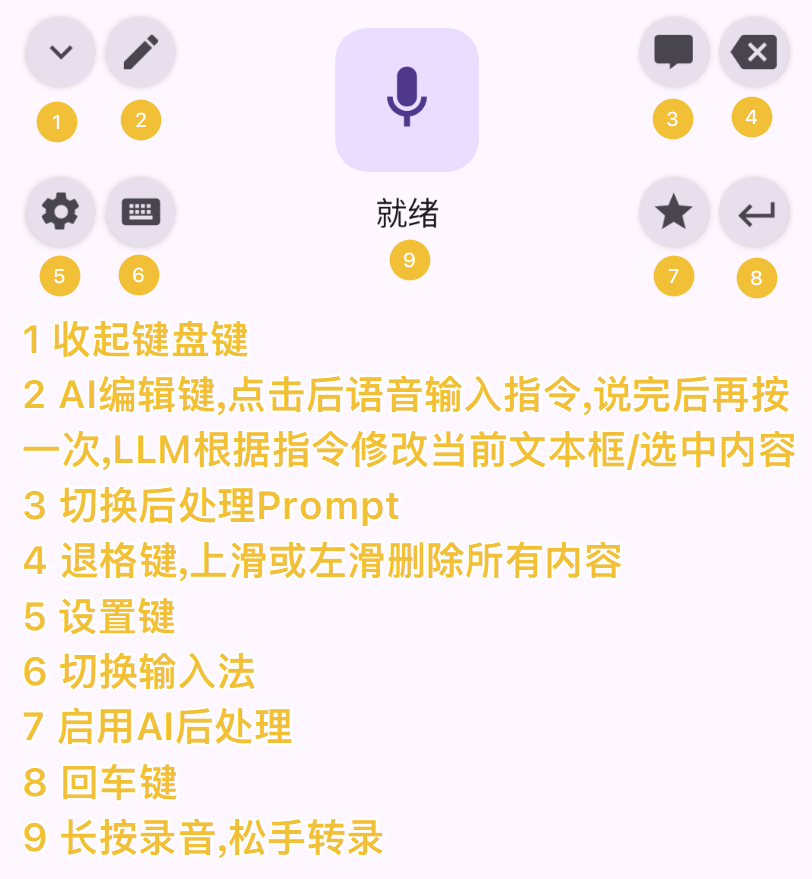 1 2 3 4
就绪
5 6 9 7 8
1 收起键盘键
2 AI编辑键,点击后语音输入指令,说完后再按
一次,LLM根据指令修改当前文本框/选中内容
3 切换后处理Prompt
4 退格键,上滑或左滑删除所有内容
5 设置键
6 切换输入法
7 启用AI后处理
8 回车键
9 长按录音,松手转录